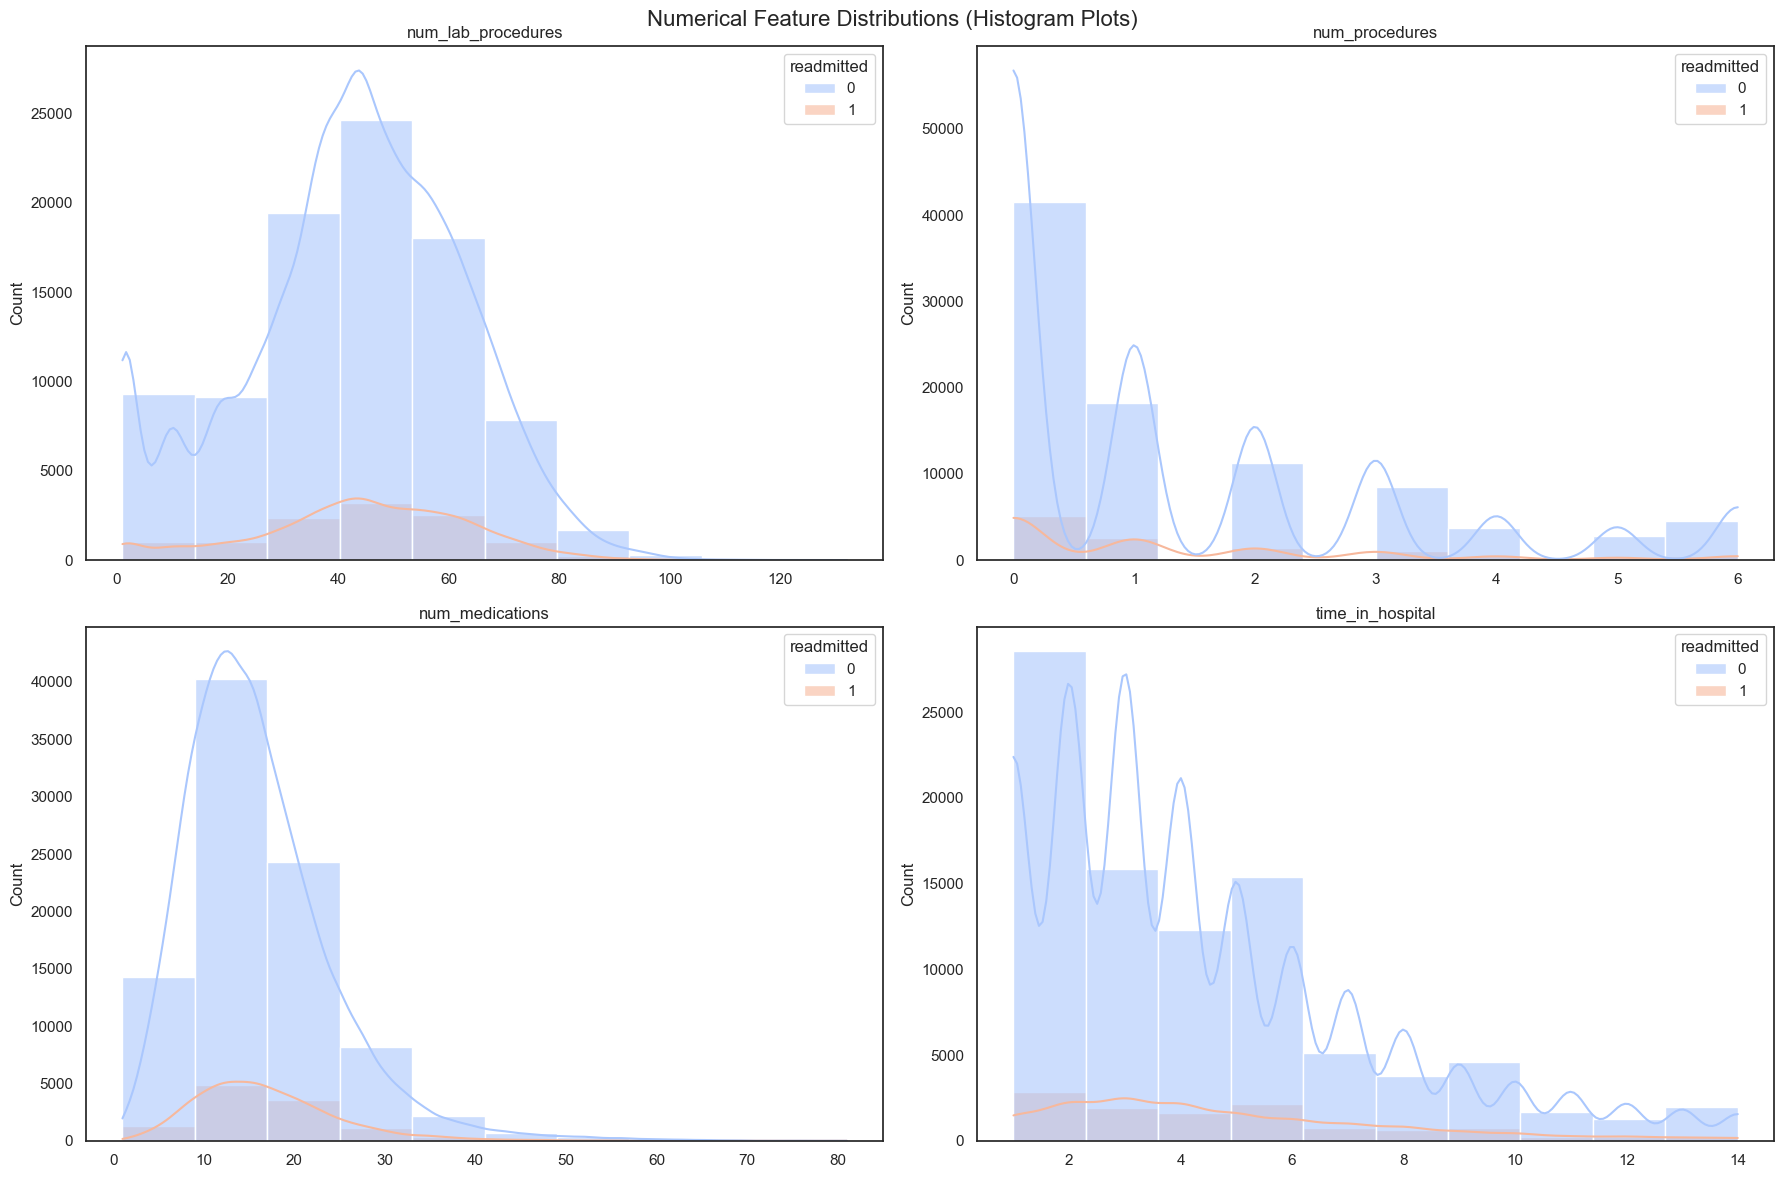 Numerical Feature Distributions (Histogram Plots)
num_lab_procedures
readmitted
0
1
Count
25000
20000
15000
10000
5000
0
0 20 40 60 80 100 120
num_procedures
readmitted
0
1
Count
50000
40000
30000
20000
10000
0
0 1 2 3 4 5 6
num_medications
readmitted
0
1
Count
40000
35000
30000
25000
20000
15000
10000
5000
0
0 10 20 30 40 50 60 70 80
time_in_hospital
readmitted
0
1
Count
25000
20000
15000
10000
5000
0
2 4 6 8 10 12 14